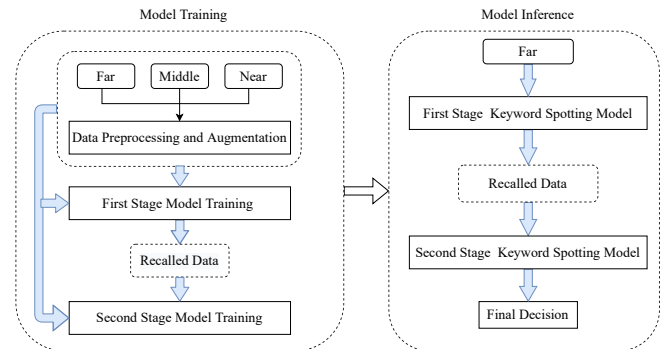 Model Training
Far
Middle
Near
Data Preprocessing and Augmentation
First Stage Model Training
Recalled Data
Second Stage Model Training
Model Inference
Far
First Stage Keyword Spotting Model
Recalled Data
Second Stage Keyword Spotting Model
Final Decision